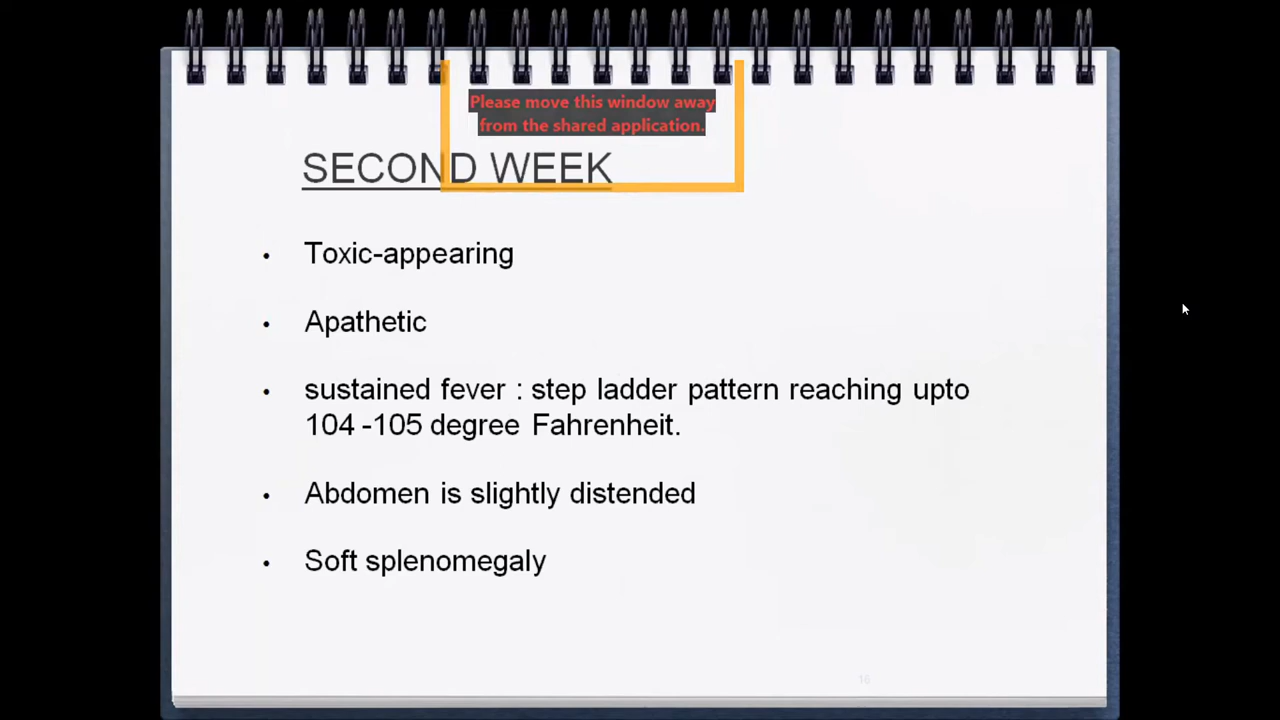 Please move this window away
from the shared application.
SECOND WEEK
• Toxic-appearing
• Apathetic
• sustained fever : step ladder pattern reaching upto
104 -105 degree Fahrenheit.
• Abdomen is slightly distended
• Soft splenomegaly
16